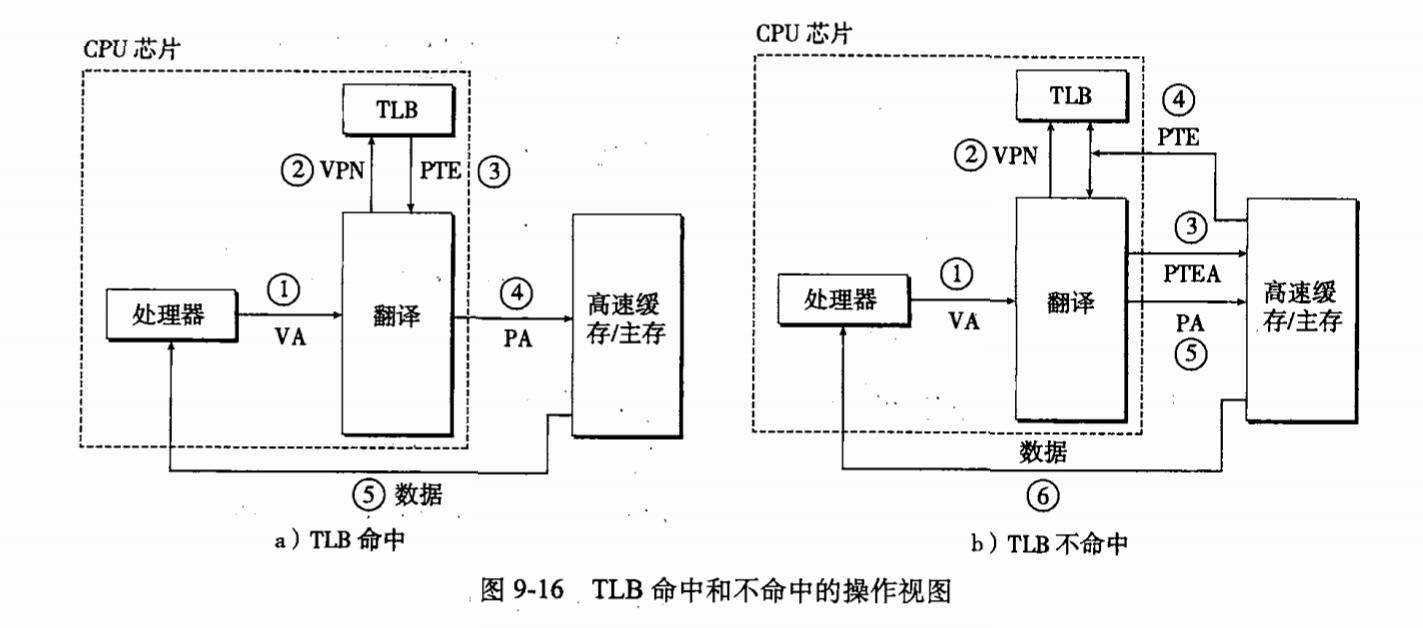 CPU 芯片
TLB
② VPN
PTE ③
处理器
①
VA
翻译
④
PA
高速缓
存/主存
⑤ 数据
a）TLB 命中
CPU 芯片
TLB
② VPN
④
PTE
处理器
①
VA
翻译
③
PTEA
PA
⑤
高速缓
存/主存
数据
⑥
b）TLB 不命中
图 9-16 TLB 命中和不命中的操作视图